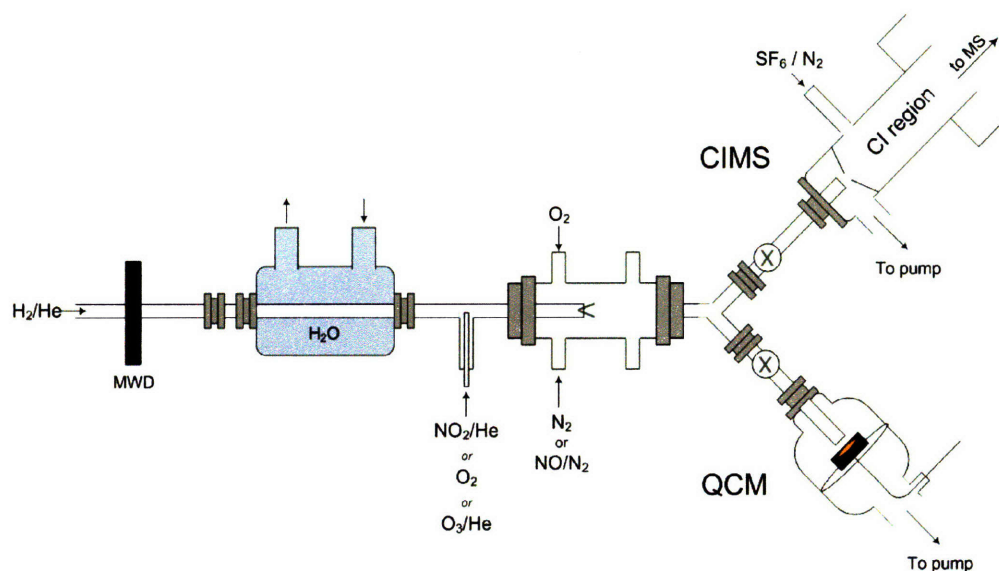 H₂/He
MWD
H₂O
NO₂/He
or
O₂
or
O₃/He
O₂
N₂
or
NO/N₂
SF₆ / N₂
CI region
to MS
CIMS
To pump
X
X
QCM
To pump